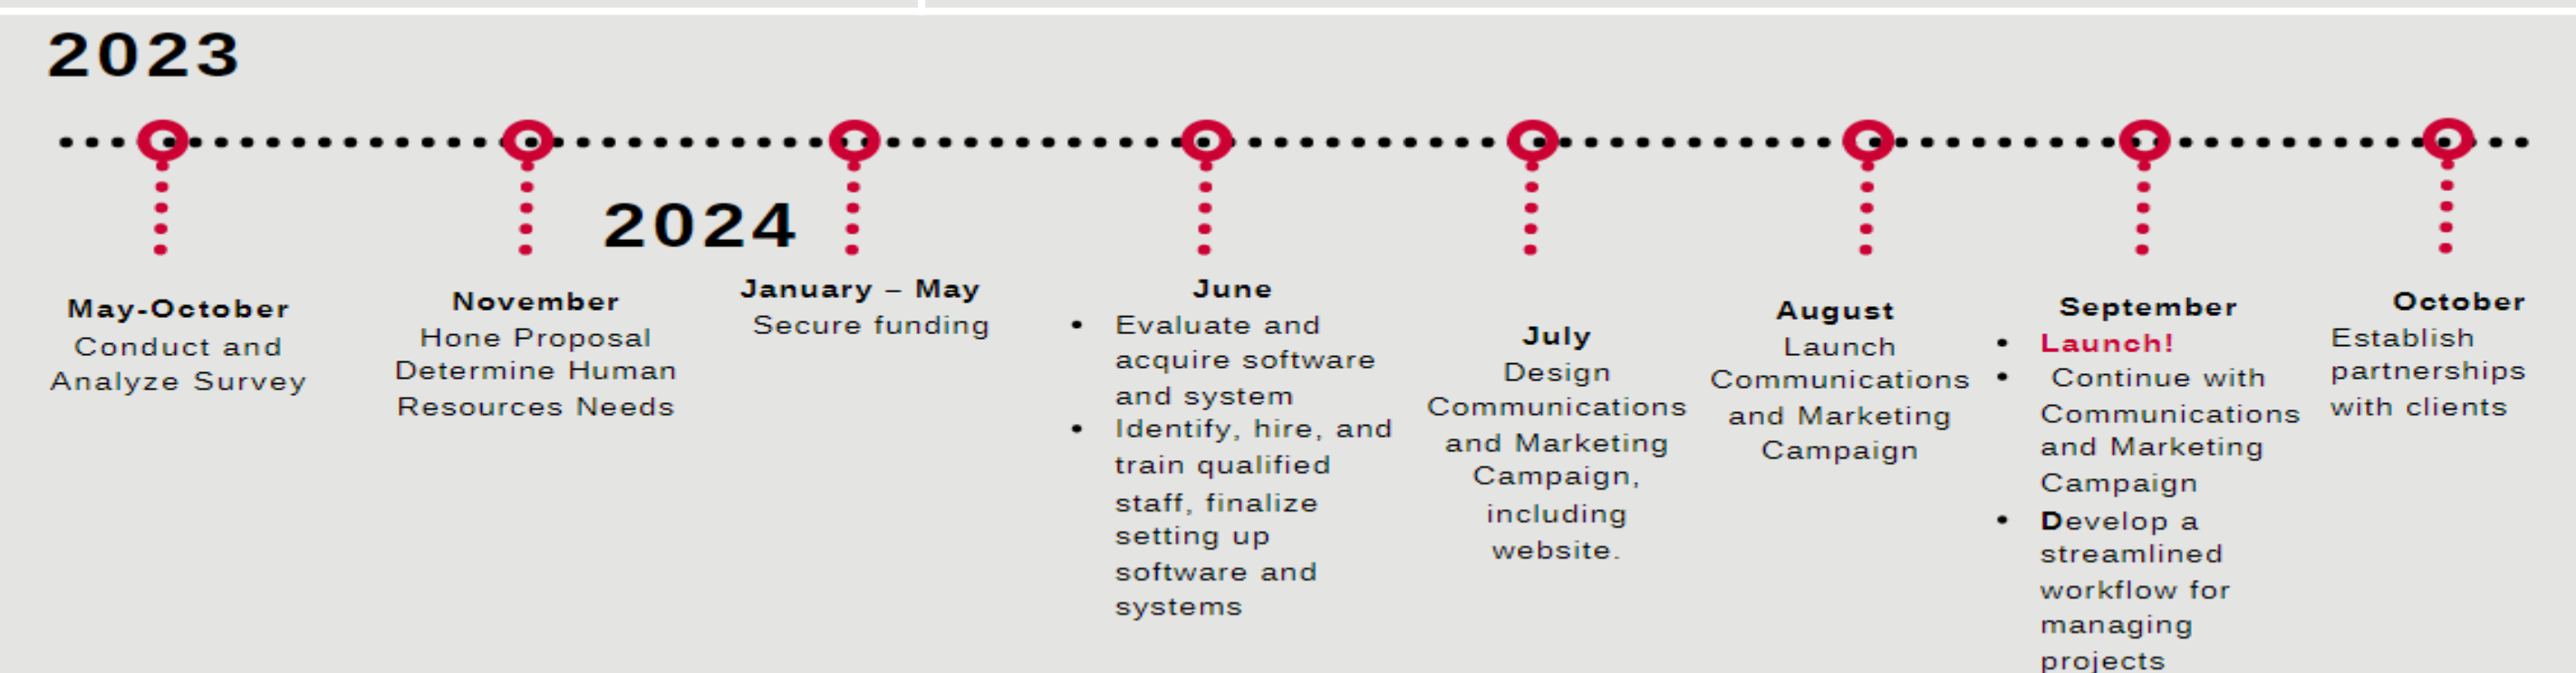 2023
2024
May-October
Conduct and
Analyze Survey
November
Hone Proposal
Determine Human
Resources Needs
January – May
Secure funding
June
• Evaluate and
acquire software
and system
• Identify, hire, and
train qualified
staff, finalize
setting up
software and
systems
July
Design
Communications
and Marketing
Campaign,
including
website.
August
Launch
Communications
and Marketing
Campaign
September
• Launch!
• Continue with
Communications
and Marketing
Campaign
• Develop a
streamlined
workflow for
managing
projects
October
Establish
partnerships
with clients